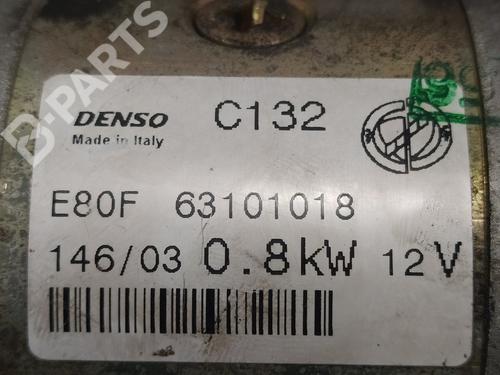 B-PARTS
DENSO C132
Made in Italy
E80F 63101018
146/03 0.8kW 12V